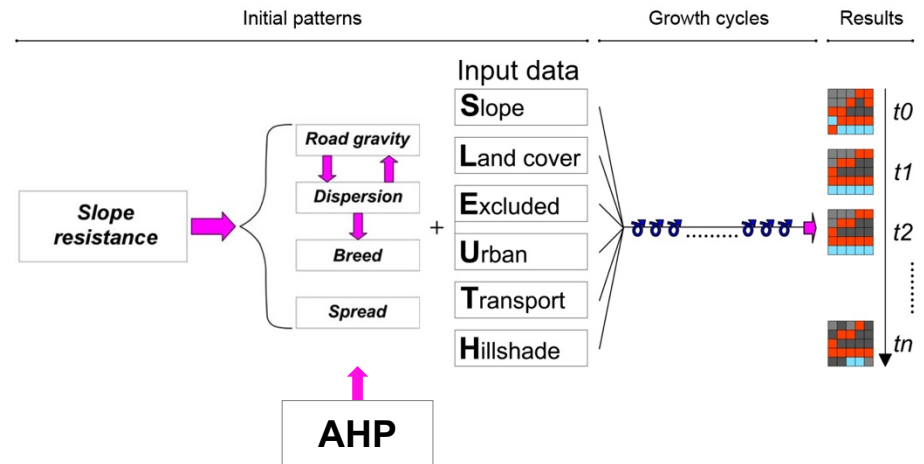 Initial patterns
Growth cycles
Results
Input data
Slope
resistance
Road gravity
Dispersion
Breed
Spread
+
Slope
Land cover
Excluded
Urban
Transport
Hillshade
.........
t0
t1
t2
.......
tn
AHP